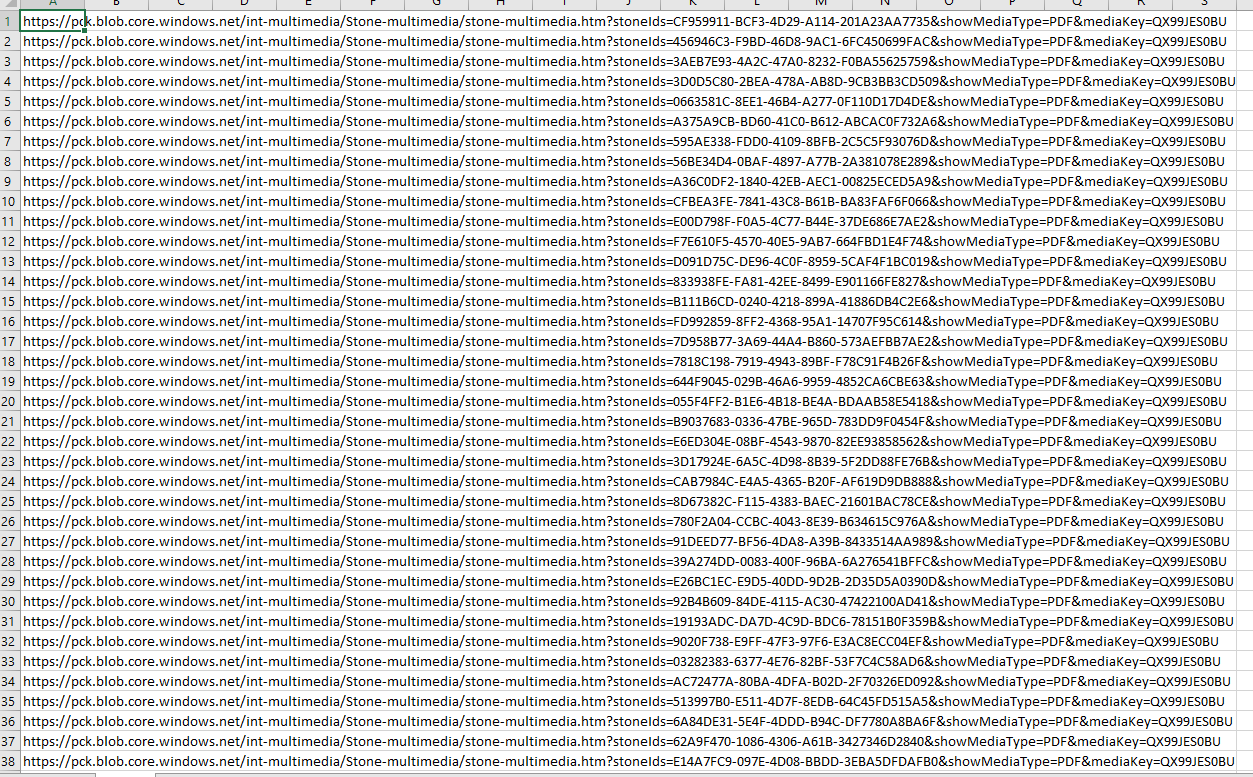 A B C D E F G H I J K L M N O P Q R S
1 https://pck.blob.core.windows.net/int-multimedia/Stone-multimedia/stone-multimedia.htm?stoneIds=CF959911-BCF3-4D29-A114-201A23AA7735&showMediaType=PDF&mediaKey=QX99JES0BU
2 https://pck.blob.core.windows.net/int-multimedia/Stone-multimedia/stone-multimedia.htm?stoneIds=456946C3-F9BD-46D8-9AC1-6FC450699FAC&showMediaType=PDF&mediaKey=QX99JES0BU
3 https://pck.blob.core.windows.net/int-multimedia/Stone-multimedia/stone-multimedia.htm?stoneIds=3AEB7E93-4A2C-47A0-8232-F0BA55625759&showMediaType=PDF&mediaKey=QX99JES0BU
4 https://pck.blob.core.windows.net/int-multimedia/Stone-multimedia/stone-multimedia.htm?stoneIds=3D0D5C80-2BEA-478A-AB8D-9CB3BB3CD509&showMediaType=PDF&mediaKey=QX99JES0BU
5 https://pck.blob.core.windows.net/int-multimedia/Stone-multimedia/stone-multimedia.htm?stoneIds=0663581C-8EE1-46B4-A277-0F110D17D4DE&showMediaType=PDF&mediaKey=QX99JES0BU
6 https://pck.blob.core.windows.net/int-multimedia/Stone-multimedia/stone-multimedia.htm?stoneIds=A375A9CB-BD60-41C0-B612-ABCAC0F732A6&showMediaType=PDF&mediaKey=QX99JES0BU
7 https://pck.blob.core.windows.net/int-multimedia/Stone-multimedia/stone-multimedia.htm?stoneIds=595AE338-FDD0-4109-8BFB-2C5C5F93076D&showMediaType=PDF&mediaKey=QX99JES0BU
8 https://pck.blob.core.windows.net/int-multimedia/Stone-multimedia/stone-multimedia.htm?stoneIds=56BE34D4-0BAF-4897-A77B-2A381078E289&showMediaType=PDF&mediaKey=QX99JES0BU
9 https://pck.blob.core.windows.net/int-multimedia/Stone-multimedia/stone-multimedia.htm?stoneIds=A36C0DF2-1840-42EB-AEC1-00825ECED5A9&showMediaType=PDF&mediaKey=QX99JES0BU
10 https://pck.blob.core.windows.net/int-multimedia/Stone-multimedia/stone-multimedia.htm?stoneIds=CFBEA3FE-7841-43C8-B61B-BA83FAF6F066&showMediaType=PDF&mediaKey=QX99JES0BU
11 https://pck.blob.core.windows.net/int-multimedia/Stone-multimedia/stone-multimedia.htm?stoneIds=E00D798F-F0A5-4C77-B44E-37DE686E7AE2&showMediaType=PDF&mediaKey=QX99JES0BU
12 https://pck.blob.core.windows.net/int-multimedia/Stone-multimedia/stone-multimedia.htm?stoneIds=F7E610F5-4570-40E5-9AB7-664FBD1E4F74&showMediaType=PDF&mediaKey=QX99JES0BU
13 https://pck.blob.core.windows.net/int-multimedia/Stone-multimedia/stone-multimedia.htm?stoneIds=D091D75C-DE96-4C0F-8959-5CAF4F1BC019&showMediaType=PDF&mediaKey=QX99JES0BU
14 https://pck.blob.core.windows.net/int-multimedia/Stone-multimedia/stone-multimedia.htm?stoneIds=833938FE-FA81-42EE-8499-E901166FE827&showMediaType=PDF&mediaKey=QX99JES0BU
15 https://pck.blob.core.windows.net/int-multimedia/Stone-multimedia/stone-multimedia.htm?stoneIds=B111B6CD-0240-4218-899A-41886DB4C2E6&showMediaType=PDF&mediaKey=QX99JES0BU
16 https://pck.blob.core.windows.net/int-multimedia/Stone-multimedia/stone-multimedia.htm?stoneIds=FD992859-8FF2-4368-95A1-14707F95C614&showMediaType=PDF&mediaKey=QX99JES0BU
17 https://pck.blob.core.windows.net/int-multimedia/Stone-multimedia/stone-multimedia.htm?stoneIds=7D958B77-3A69-44A4-B860-573AEFBB7AE2&showMediaType=PDF&mediaKey=QX99JES0BU
18 https://pck.blob.core.windows.net/int-multimedia/Stone-multimedia/stone-multimedia.htm?stoneIds=7818C198-7919-4943-89BF-F78C91F4B26F&showMediaType=PDF&mediaKey=QX99JES0BU
19 https://pck.blob.core.windows.net/int-multimedia/Stone-multimedia/stone-multimedia.htm?stoneIds=644F9045-029B-46A6-9959-4852CA6CBE63&showMediaType=PDF&mediaKey=QX99JES0BU
20 https://pck.blob.core.windows.net/int-multimedia/Stone-multimedia/stone-multimedia.htm?stoneIds=055F4FF2-B1E6-4B18-BE4A-BDAAB58E5418&showMediaType=PDF&mediaKey=QX99JES0BU
21 https://pck.blob.core.windows.net/int-multimedia/Stone-multimedia/stone-multimedia.htm?stoneIds=B9037683-0336-47BE-965D-783DD9F0454F&showMediaType=PDF&mediaKey=QX99JES0BU
22 https://pck.blob.core.windows.net/int-multimedia/Stone-multimedia/stone-multimedia.htm?stoneIds=E6ED304E-08BF-4543-9870-82EE93858562&showMediaType=PDF&mediaKey=QX99JES0BU
23 https://pck.blob.core.windows.net/int-multimedia/Stone-multimedia/stone-multimedia.htm?stoneIds=3D17924E-6A5C-4D98-8B39-5F2DD88FE76B&showMediaType=PDF&mediaKey=QX99JES0BU
24 https://pck.blob.core.windows.net/int-multimedia/Stone-multimedia/stone-multimedia.htm?stoneIds=CAB7984C-E4A5-4365-B20F-AF619D9DB888&showMediaType=PDF&mediaKey=QX99JES0BU
25 https://pck.blob.core.windows.net/int-multimedia/Stone-multimedia/stone-multimedia.htm?stoneIds=8D67382C-F115-4383-BAEC-21601BAC78CE&showMediaType=PDF&mediaKey=QX99JES0BU
26 https://pck.blob.core.windows.net/int-multimedia/Stone-multimedia/stone-multimedia.htm?stoneIds=780F2A04-CCBC-4043-8E39-B634615C976A&showMediaType=PDF&mediaKey=QX99JES0BU
27 https://pck.blob.core.windows.net/int-multimedia/Stone-multimedia/stone-multimedia.htm?stoneIds=91DEED77-BF56-4DA8-A39B-8433514AA989&showMediaType=PDF&mediaKey=QX99JES0BU
28 https://pck.blob.core.windows.net/int-multimedia/Stone-multimedia/stone-multimedia.htm?stoneIds=39A274DD-0083-400F-96BA-6A276541BFFC&showMediaType=PDF&mediaKey=QX99JES0BU
29 https://pck.blob.core.windows.net/int-multimedia/Stone-multimedia/stone-multimedia.htm?stoneIds=E26BC1EC-E9D5-40DD-9D2B-2D35D5A0390D&showMediaType=PDF&mediaKey=QX99JES0BU
30 https://pck.blob.core.windows.net/int-multimedia/Stone-multimedia/stone-multimedia.htm?stoneIds=92B4B609-84DE-4115-AC30-47422100AD41&showMediaType=PDF&mediaKey=QX99JES0BU
31 https://pck.blob.core.windows.net/int-multimedia/Stone-multimedia/stone-multimedia.htm?stoneIds=19193ADC-DA7D-4C9D-BDC6-78151B0F359B&showMediaType=PDF&mediaKey=QX99JES0BU
32 https://pck.blob.core.windows.net/int-multimedia/Stone-multimedia/stone-multimedia.htm?stoneIds=9020F738-E9FF-47F3-97F6-E3AC8ECC04EF&showMediaType=PDF&mediaKey=QX99JES0BU
33 https://pck.blob.core.windows.net/int-multimedia/Stone-multimedia/stone-multimedia.htm?stoneIds=03282383-6377-4E76-82BF-53F7C4C58AD6&showMediaType=PDF&mediaKey=QX99JES0BU
34 https://pck.blob.core.windows.net/int-multimedia/Stone-multimedia/stone-multimedia.htm?stoneIds=AC72477A-80BA-4DFA-B02D-2F70326ED092&showMediaType=PDF&mediaKey=QX99JES0BU
35 https://pck.blob.core.windows.net/int-multimedia/Stone-multimedia/stone-multimedia.htm?stoneIds=513997B0-E511-4D7F-8EDB-64C45FD515A5&showMediaType=PDF&mediaKey=QX99JES0BU
36 https://pck.blob.core.windows.net/int-multimedia/Stone-multimedia/stone-multimedia.htm?stoneIds=6A84DE31-5E4F-4DDD-B94C-DF7780A8BA6F&showMediaType=PDF&mediaKey=QX99JES0BU
37 https://pck.blob.core.windows.net/int-multimedia/Stone-multimedia/stone-multimedia.htm?stoneIds=62A9F470-1086-4306-A61B-3427346D2840&showMediaType=PDF&mediaKey=QX99JES0BU
38 https://pck.blob.core.windows.net/int-multimedia/Stone-multimedia/stone-multimedia.htm?stoneIds=E14A7FC9-097E-4D08-BBDD-3EBA5DFDAFB0&showMediaType=PDF&mediaKey=QX99JES0BU